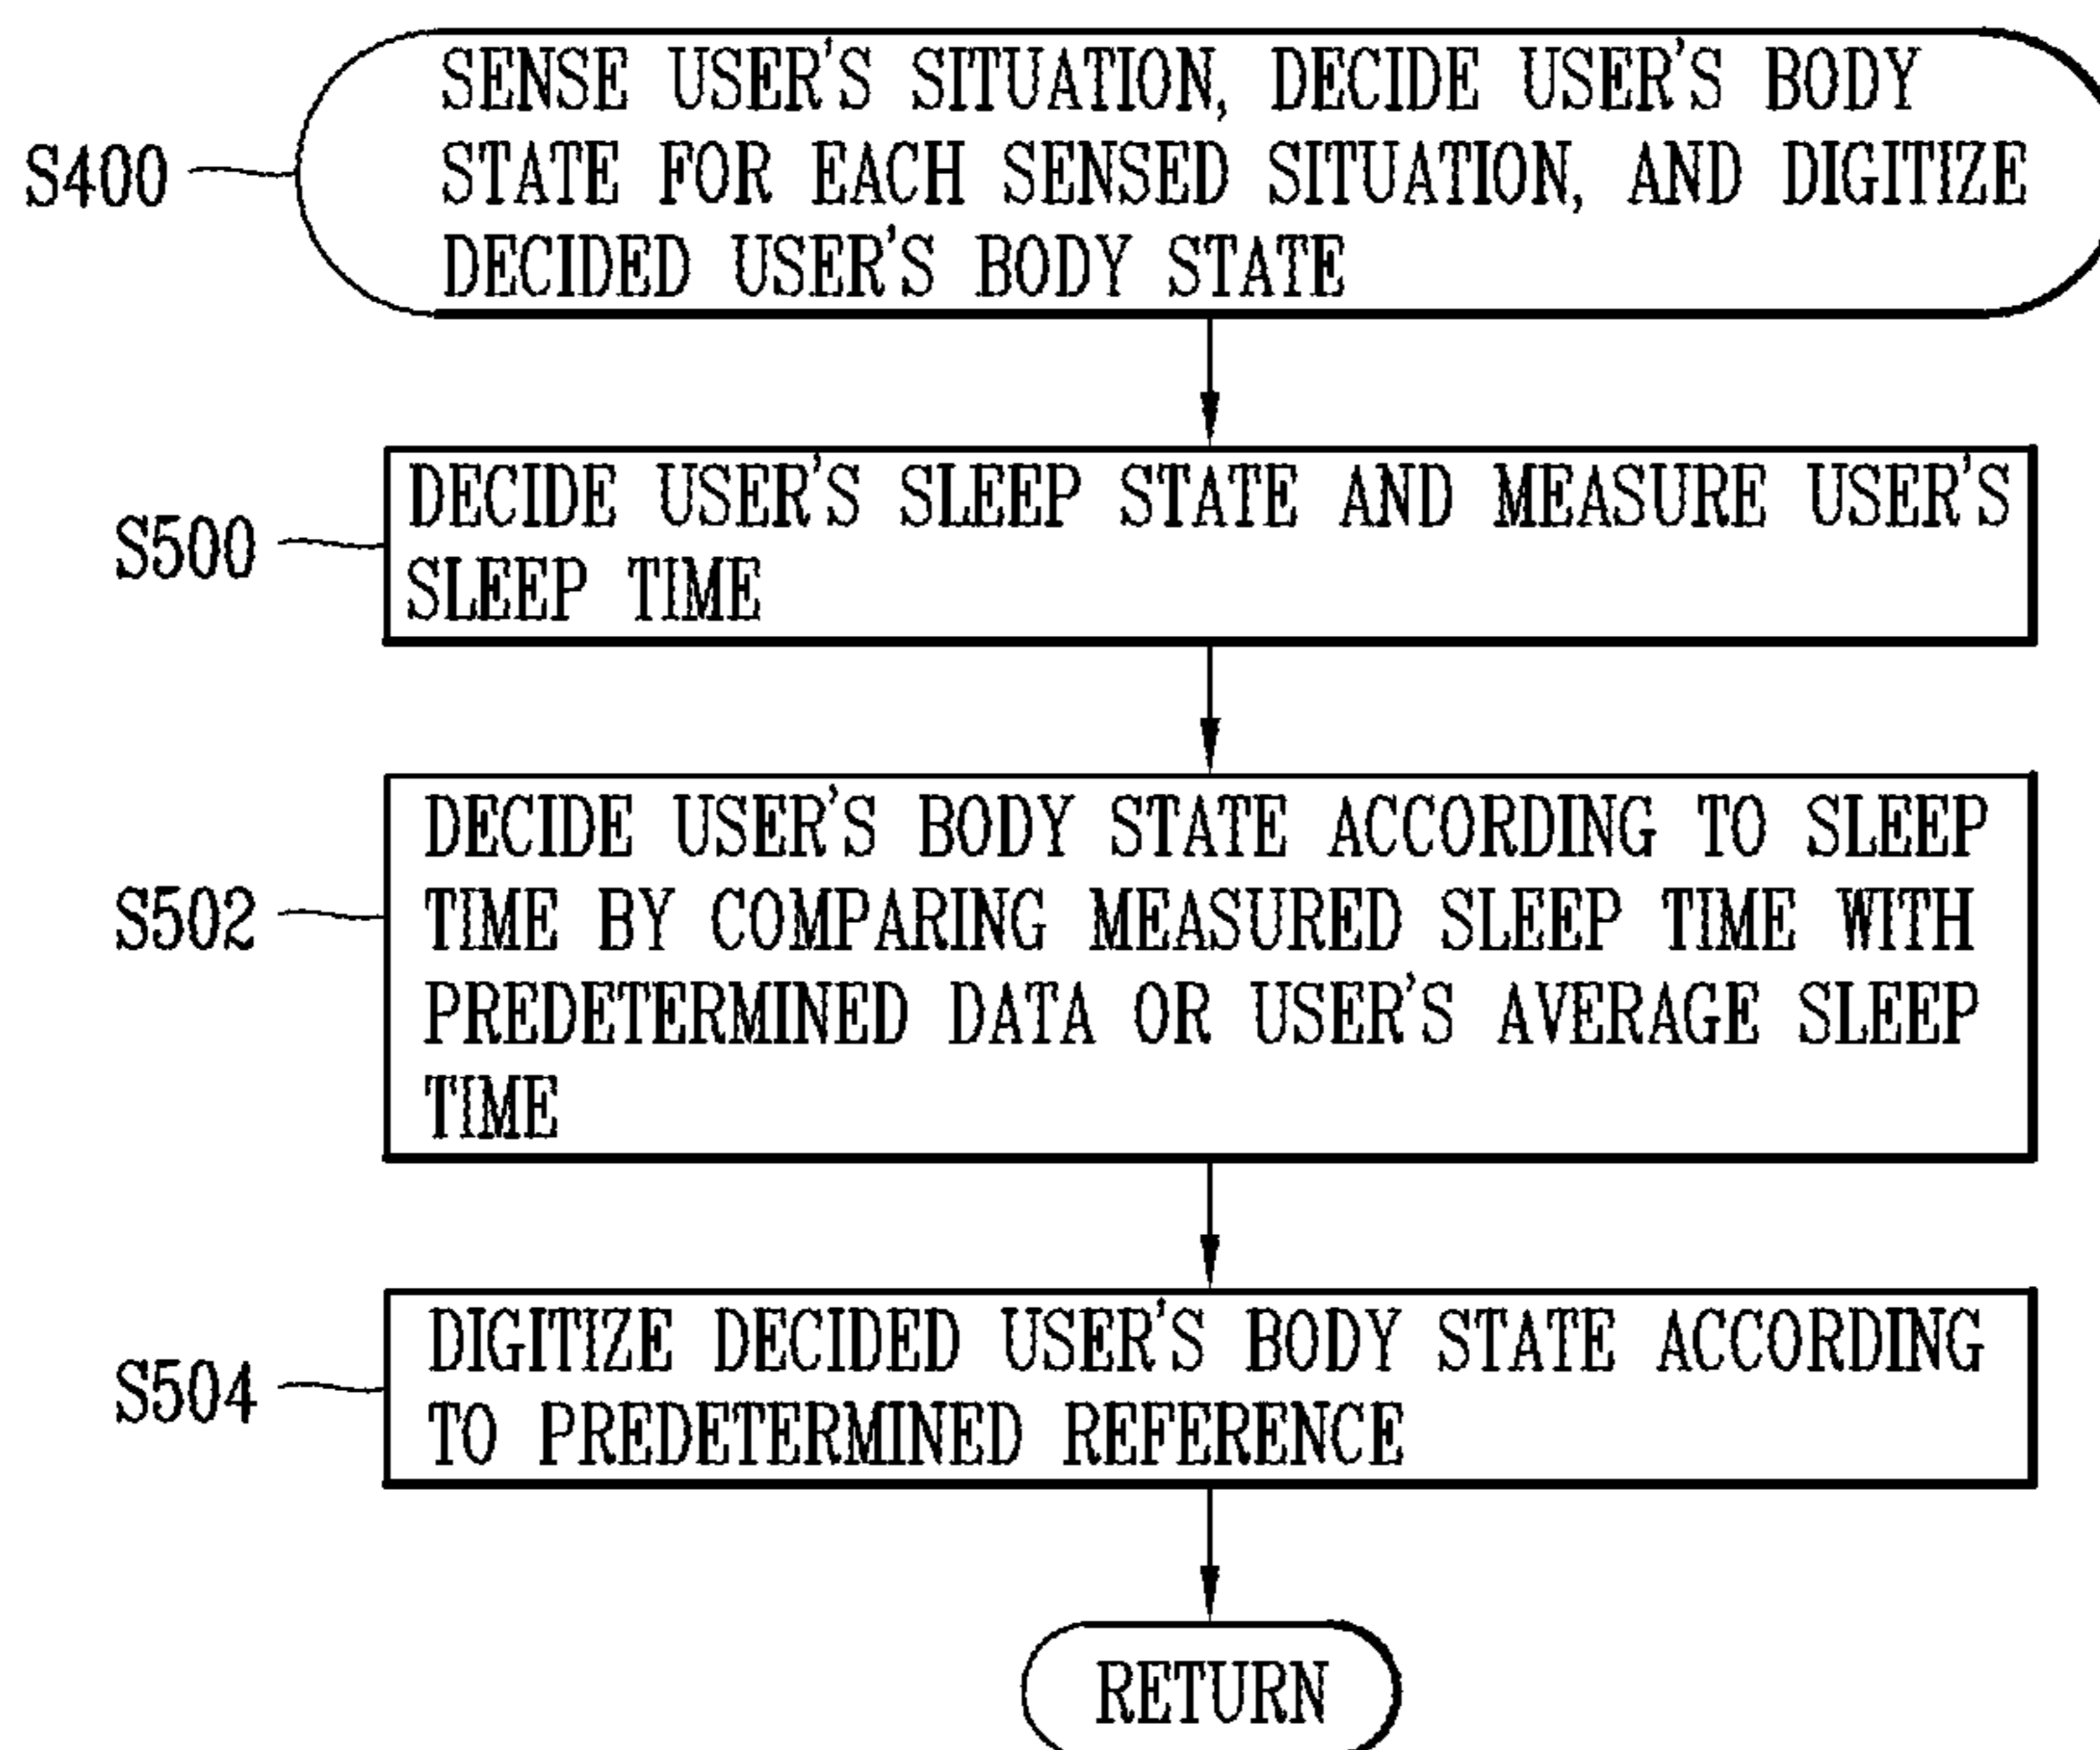 SENSE USER'S SITUATION, DECIDE USER'S BODY
S400
STATE FOR EACH SENSED SITUATION, AND DIGITIZE
DECIDED USER'S BODY STATE
DECIDE USER'S SLEEP STATE AND MEASURE USER'S
S500
SLEEP TIME
DECIDE USER'S BODY STATE ACCORDING TO SLEEP
S502
TIME BY COMPARING MEASURED SLEEP TIME WITH
PREDETERMINED DATA OR USER'S AVERAGE SLEEP
TIME
DIGITIZE DECIDED USER'S BODY STATE ACCORDING
S504
TO PREDETERMINED REFERENCE
RETURN